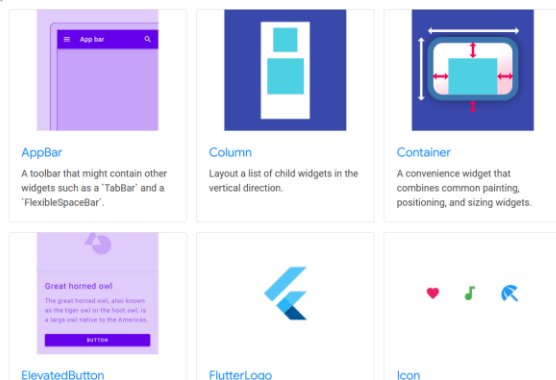 App bar
AppBar
A toolbar that might contain other
widgets such as a `TabBar` and a
`FlexibleSpaceBar`.
Column
Layout a list of child widgets in the
vertical direction.
Container
A convenience widget that
combines common painting,
positioning, and sizing widgets.
Great horned owl
The great horned owl, also known
as the tiger owl or the hoot owl, is
a large owl native to the Americas.
BUTTON
ElevatedButton
FlutterLogo
Icon